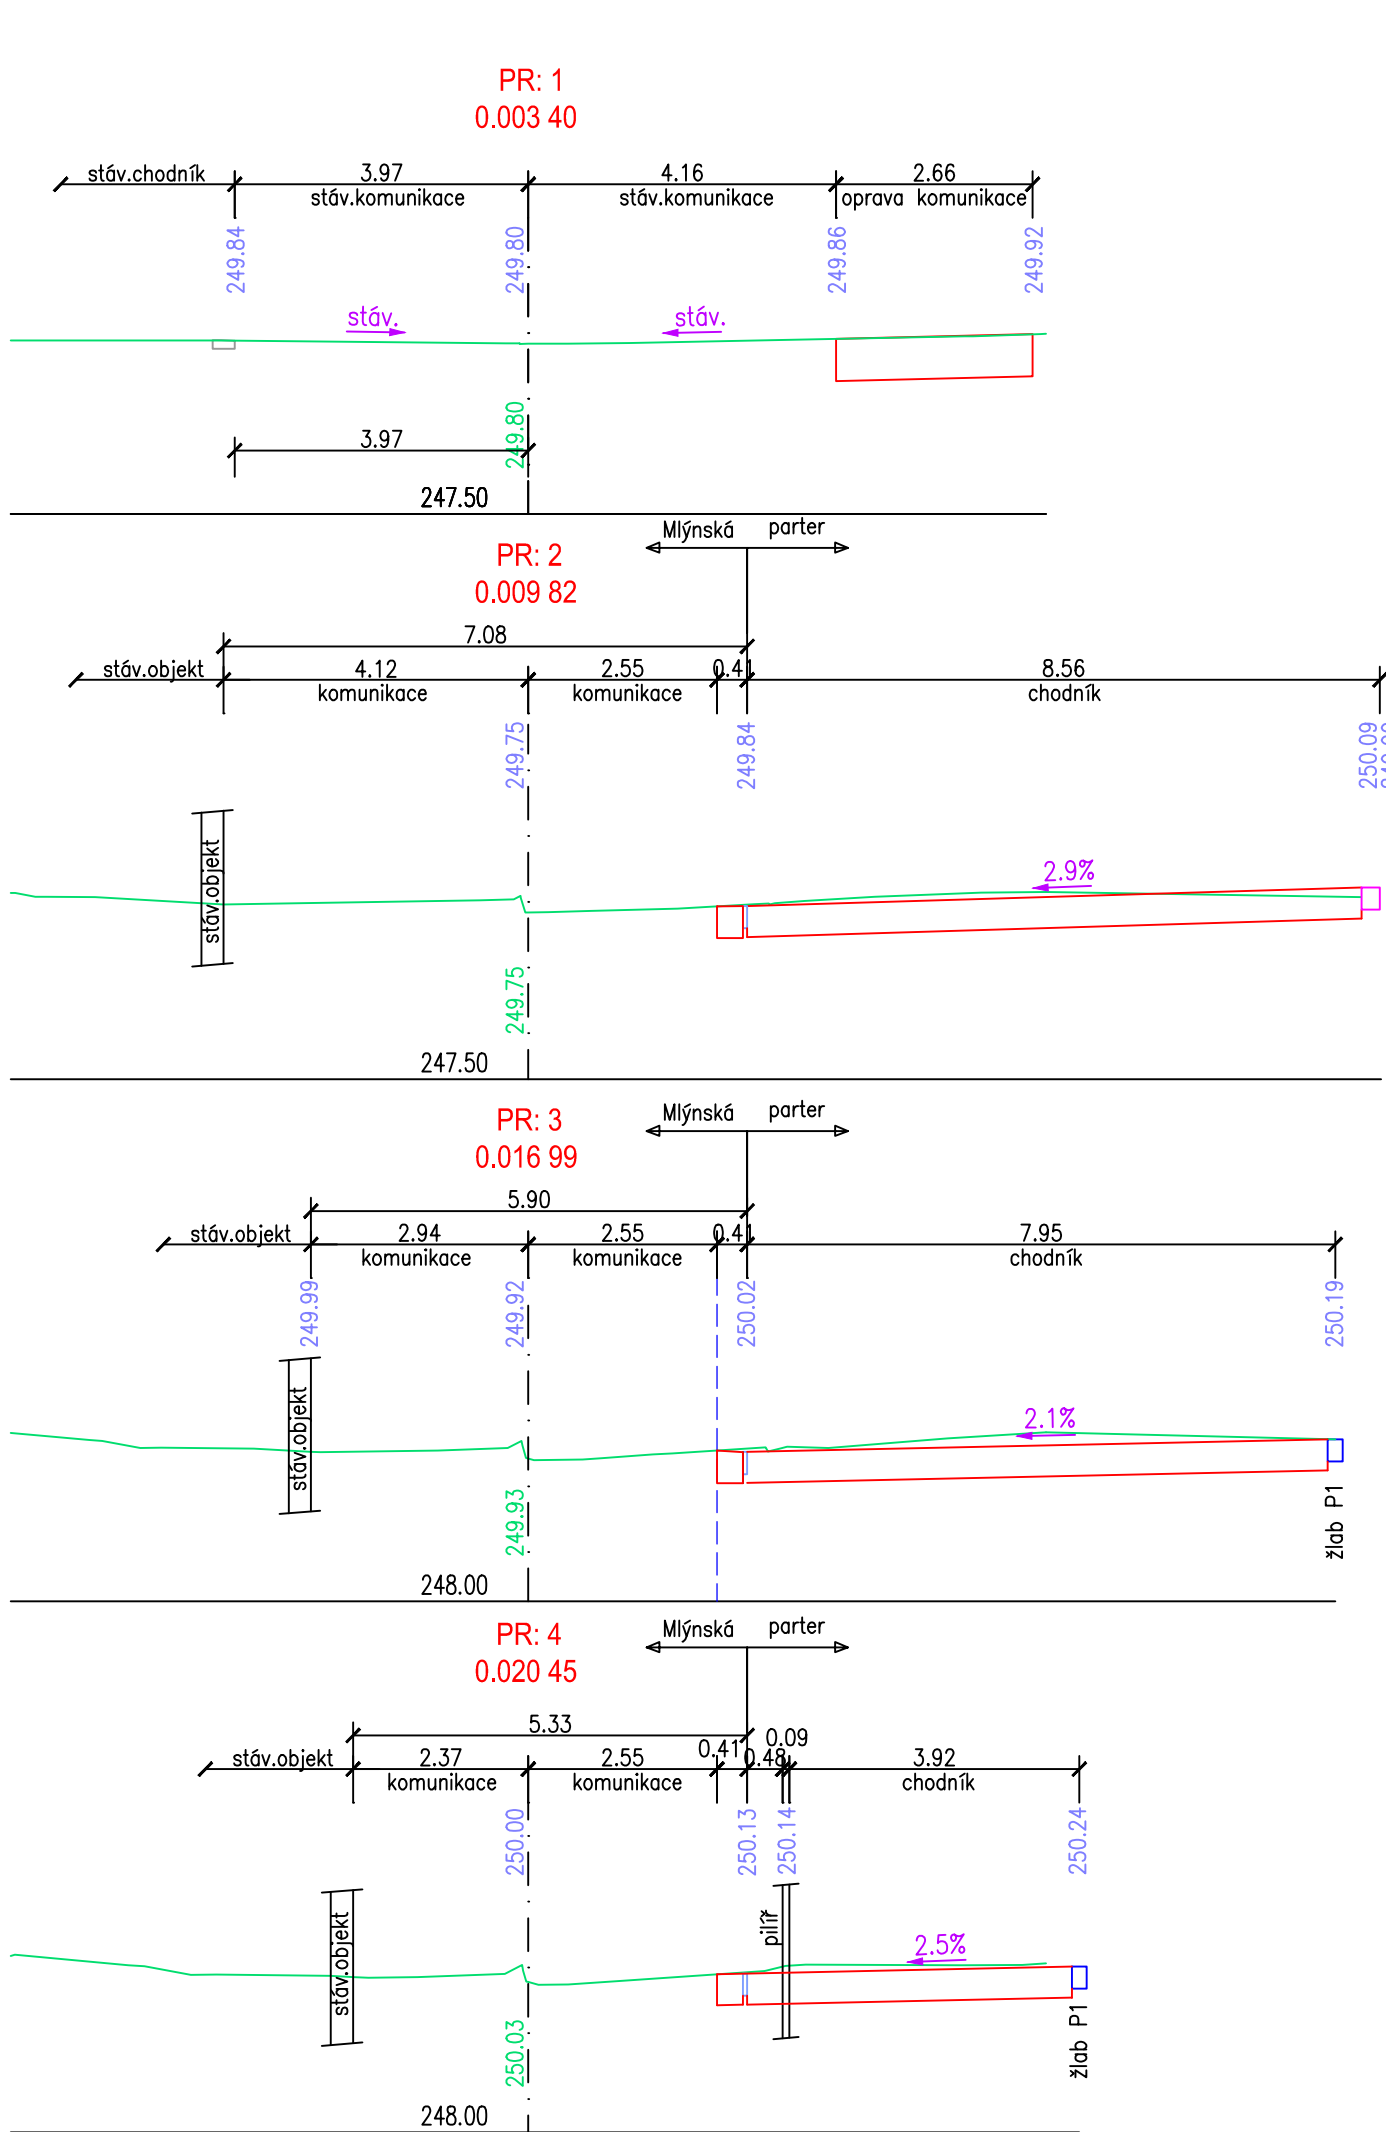 PR: 1
0.003 40
stáv.chodník 3.97 4.16 2.66
stáv.komunikace stáv.komunikace oprava komunikace
249.84 249.80 249.86 249.92
stáv. stáv.
249.80
3.97
247.50
Mlýnská parter
PR: 2
0.009 82
7.08
stáv.objekt 4.12 2.55 0.41 8.56
komunikace komunikace chodník
249.75 249.84 250.09
stáv.objekt
2.9%
249.75
247.50
Mlýnská parter
PR: 3
0.016 99
5.90
stáv.objekt 2.94 2.55 0.41 7.95
komunikace komunikace chodník
249.99 249.92 250.02 250.19
stáv.objekt
2.1%
249.93
žlab P1
248.00
Mlýnská parter
PR: 4
0.020 45
5.33
stáv.objekt 2.37 2.55 0.41 0.48 0.09 3.92
komunikace komunikace chodník
250.00 250.13 250.14 250.24
stáv.objekt
pilíř
2.5%
250.03
žlab P1
248.00